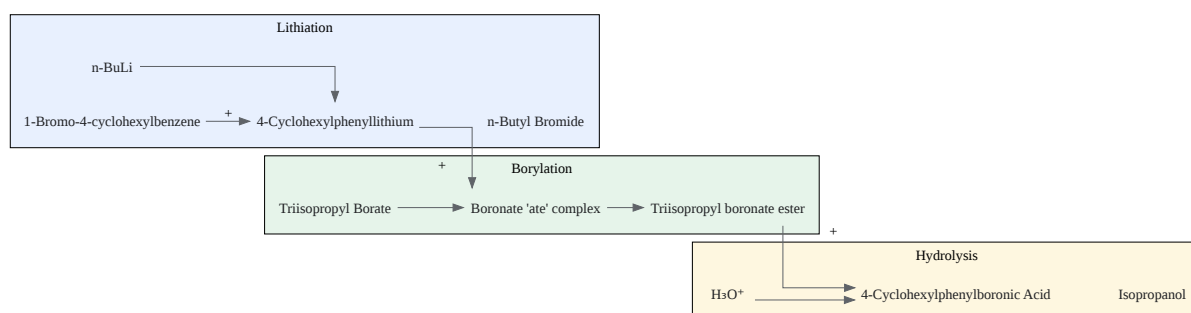 Lithiation
n-BuLi
+
1-Bromo-4-cyclohexylbenzene 4-Cyclohexylphenyllithium n-Butyl Bromide
+ Borylation
Triisopropyl Borate Boronate 'ate' complex Triisopropyl boronate ester
+
Hydrolysis
H₃O⁺ 4-Cyclohexylphenylboronic Acid Isopropanol